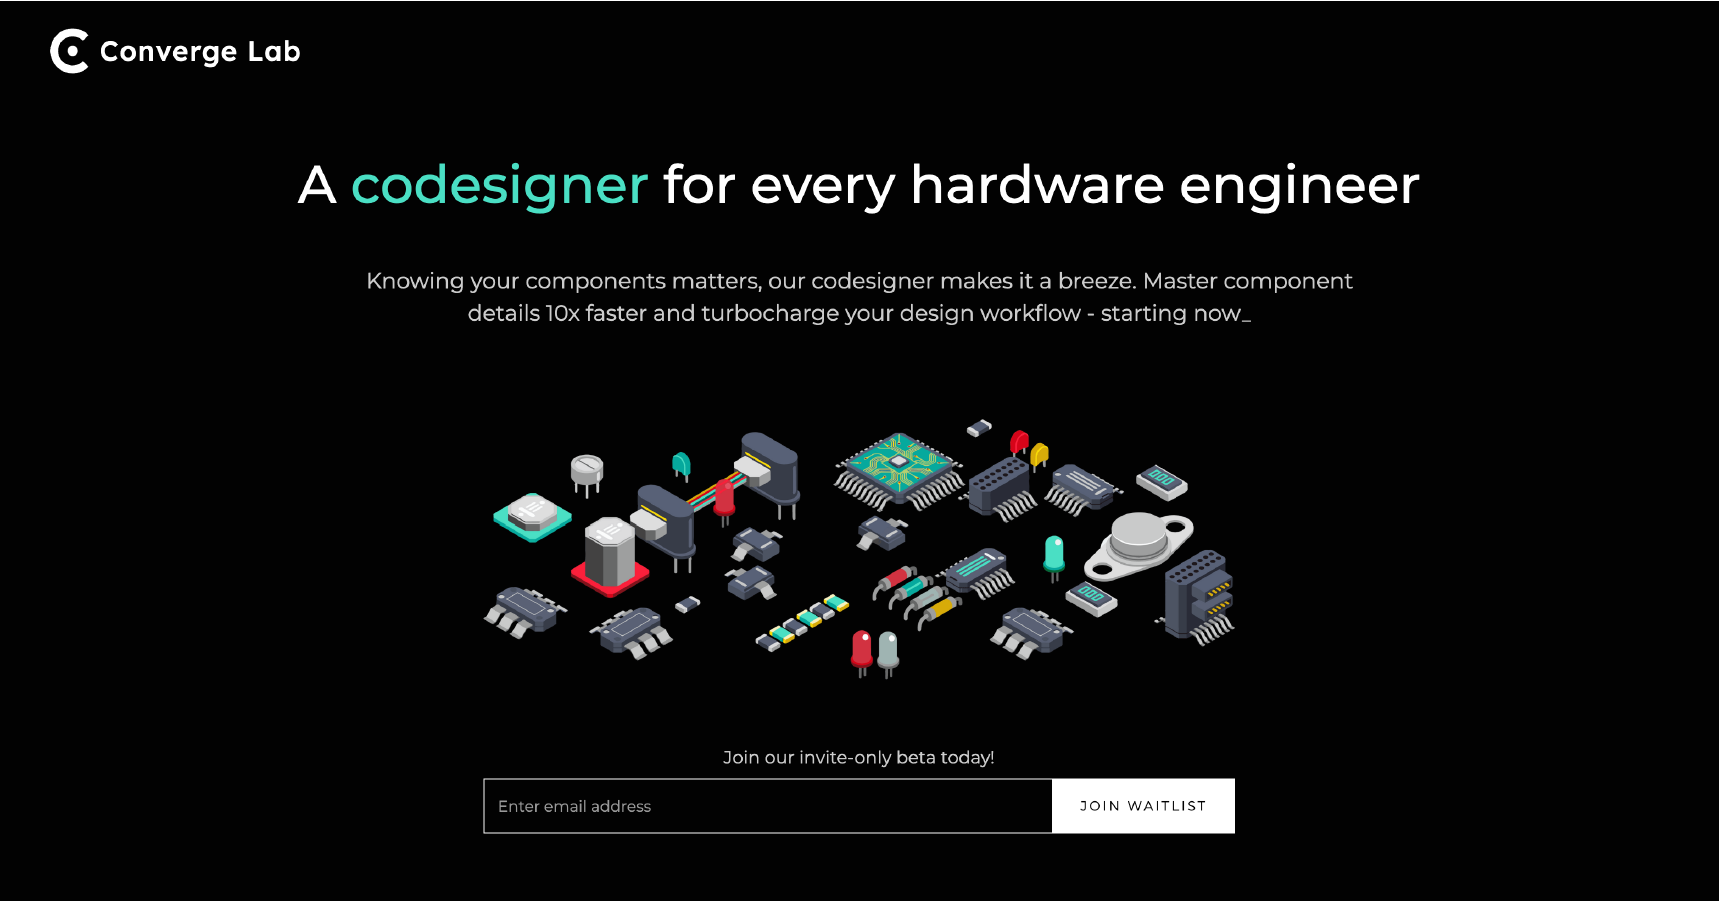 Converge Lab
A codesigner for every hardware engineer
Knowing your components matters, our codesigner makes it a breeze. Master component
details 10x faster and turbocharge your design workflow - starting now_
000
000
Join our invite-only beta today!
Enter email address
JOIN WAITLIST